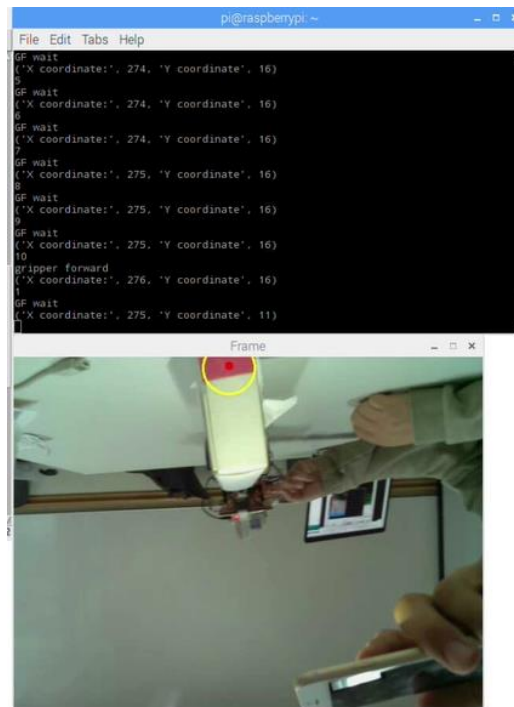 pi@raspberrypi: ~
File Edit Tabs Help
GF wait
('X coordinate:', 274, 'Y coordinate', 16)
5
GF wait
('X coordinate:', 274, 'Y coordinate', 16)
6
GF wait
('X coordinate:', 274, 'Y coordinate', 16)
7
GF wait
('X coordinate:', 275, 'Y coordinate', 16)
8
GF wait
('X coordinate:', 275, 'Y coordinate', 16)
9
GF wait
('X coordinate:', 275, 'Y coordinate', 16)
10
gripper forward
('X coordinate:', 276, 'Y coordinate', 16)
1
GF wait
('X coordinate:', 275, 'Y coordinate', 11)
Frame